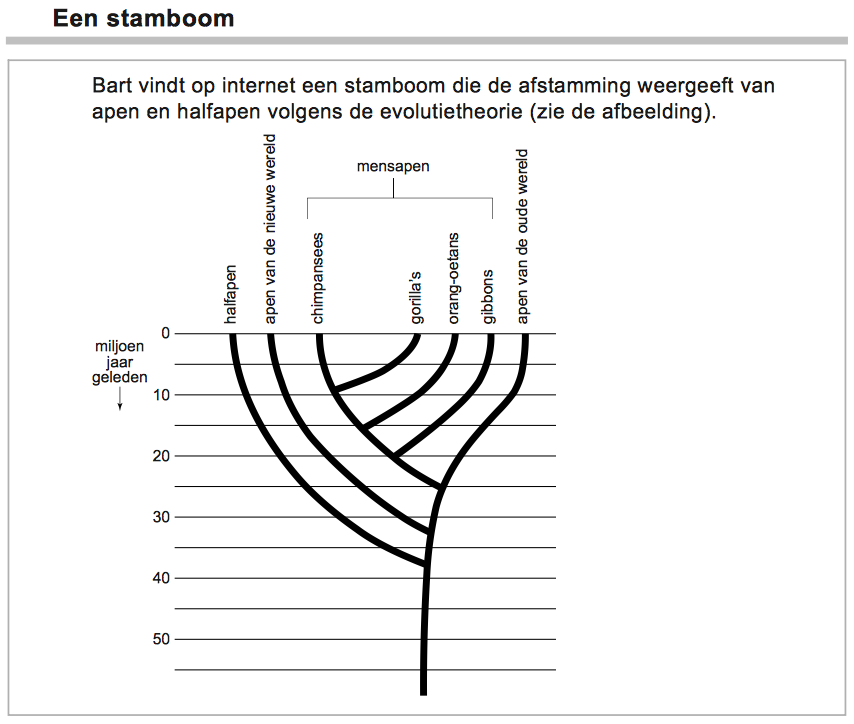 Een stamboom
Bart vindt op internet een stamboom die de afstamming weergeeft van
apen en halfapen volgens de evolutietheorie (zie de afbeelding).
mensapen
halfapen
apen van de nieuwe wereld
chimpansees
gorilla's
orang-oetans
gibbons
apen van de oude wereld
miljoen
jaar
geleden
0
10
20
30
40
50